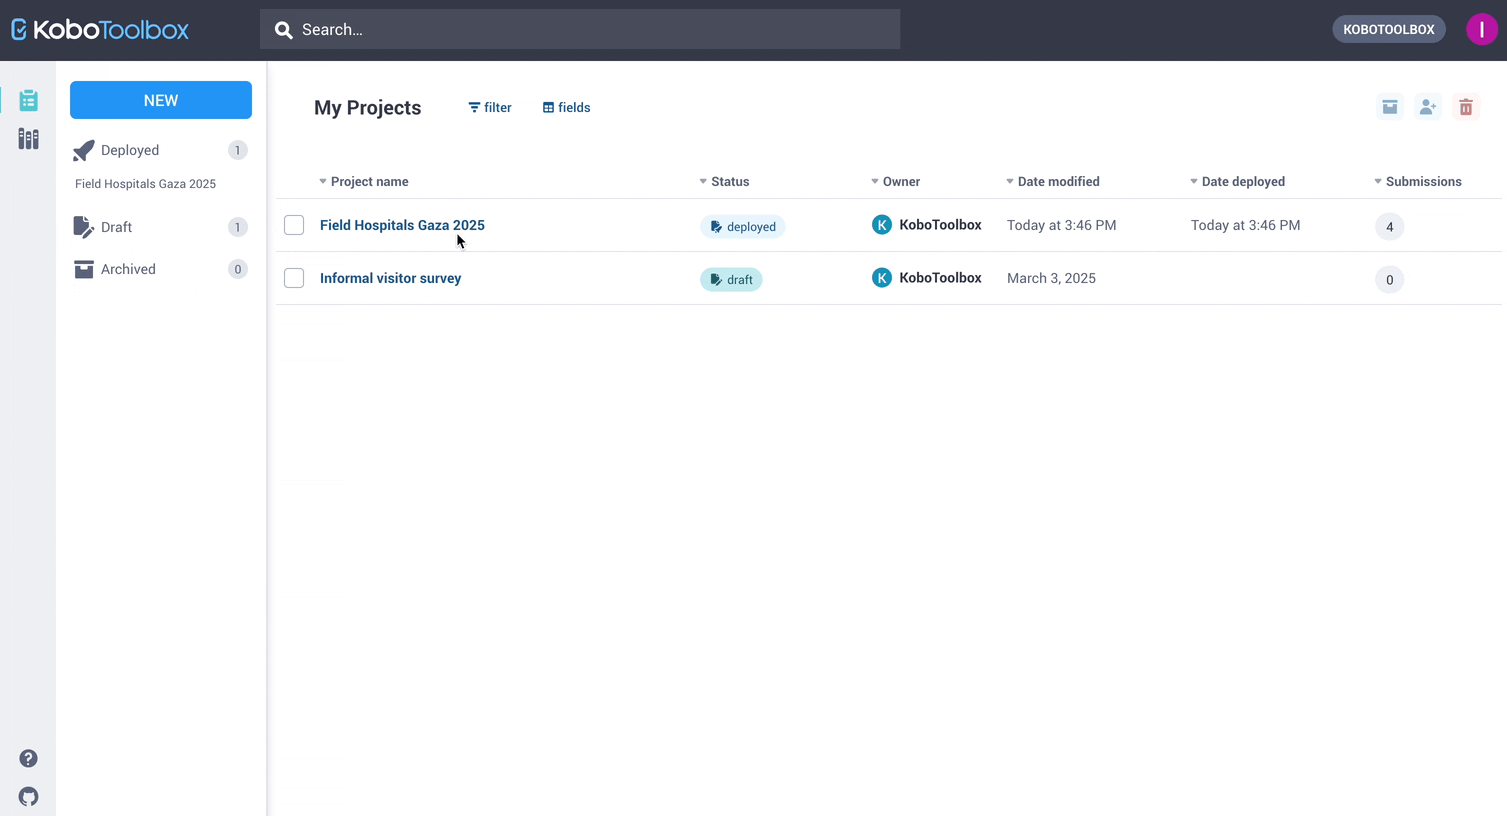 KoboToolbox
Search...
KOBOTOOLBOX
I
NEW
Deployed 1
Field Hospitals Gaza 2025
Draft 1
Archived 0
My Projects filter fields
Project name Status Owner Date modified Date deployed Submissions
Field Hospitals Gaza 2025 deployed K KoboToolbox Today at 3:46 PM Today at 3:46 PM 4
Informal visitor survey draft K KoboToolbox March 3, 2025 0